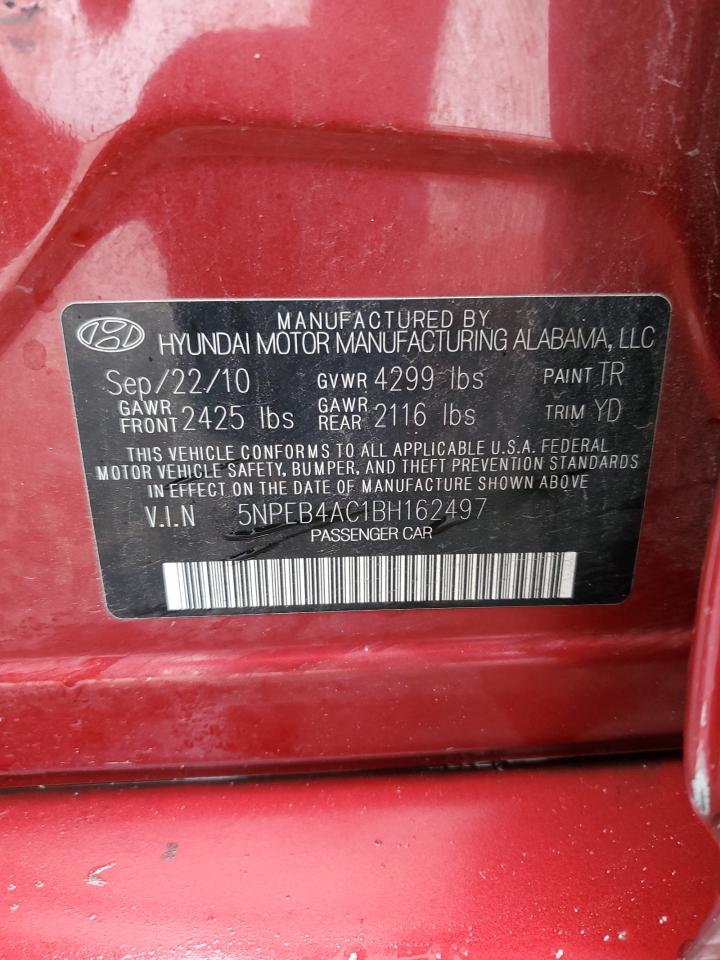 MANUFACTURED BY
HYUNDAI MOTOR MANUFACTURING ALABAMA, LLC
Sep/22/10 GVWR 4299 lbs PAINT TR
GAWR FRONT 2425 lbs GAWR REAR 2116 lbs TRIM YD
THIS VEHICLE CONFORMS TO ALL APPLICABLE U.S.A. FEDERAL
MOTOR VEHICLE SAFETY, BUMPER, AND THEFT PREVENTION STANDARDS
IN EFFECT ON THE DATE OF MANUFACTURE SHOWN ABOVE
V.I.N 5NPEB4AC1BH162497
PASSENGER CAR